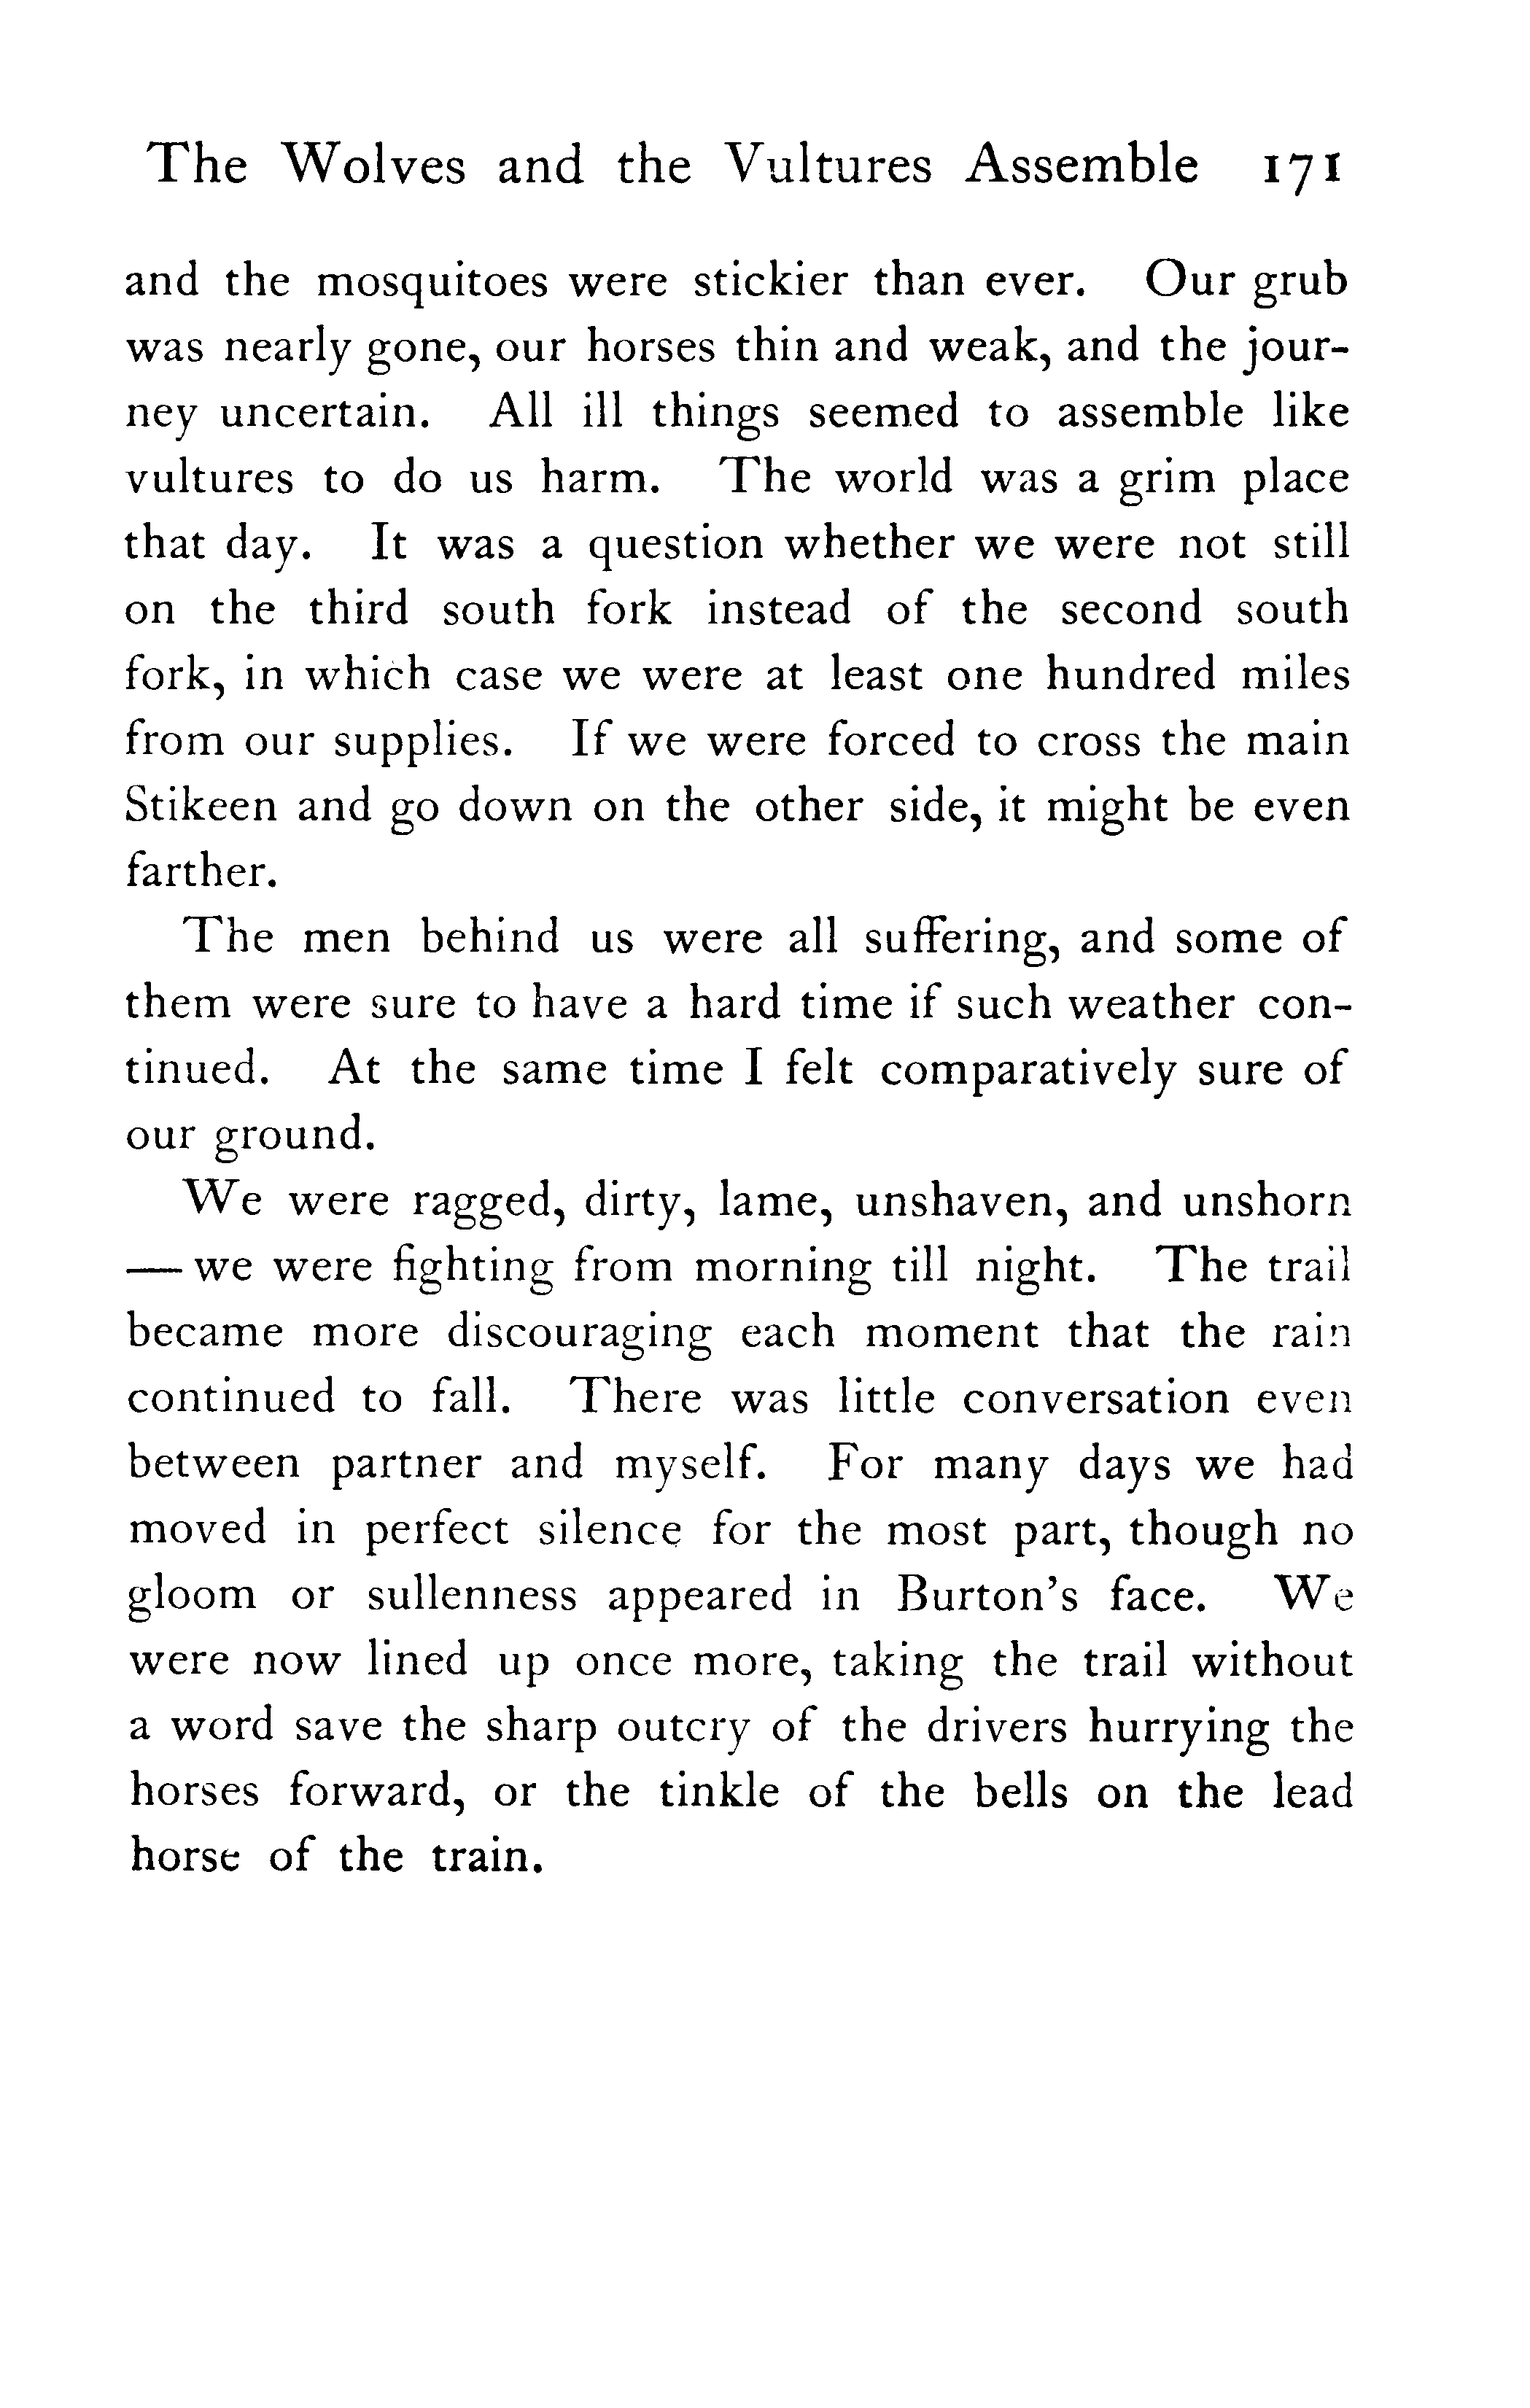 The Wolves and the Vultures Assemble 171
and the mosquitoes were stickier than ever. Our grub
was nearly gone, our horses thin and weak, and the jour-
ney uncertain. All ill things seemed to assemble like
vultures to do us harm. The world was a grim place
that day. It was a question whether we were not still
on the third south fork instead of the second south
fork, in which case we were at least one hundred miles
from our supplies. If we were forced to cross the main
Stikeen and go down on the other side, it might be even
farther.
The men behind us were all suffering, and some of
them were sure to have a hard time if such weather con-
tinued. At the same time I felt comparatively sure of
our ground.
We were ragged, dirty, lame, unshaven, and unshorn
— we were fighting from morning till night. The trail
became more discouraging each moment that the rain
continued to fall. There was little conversation even
between partner and myself. For many days we had
moved in perfect silence for the most part, though no
gloom or sullenness appeared in Burton's face. We
were now lined up once more, taking the trail without
a word save the sharp outcry of the drivers hurrying the
horses forward, or the tinkle of the bells on the lead
horse of the train.